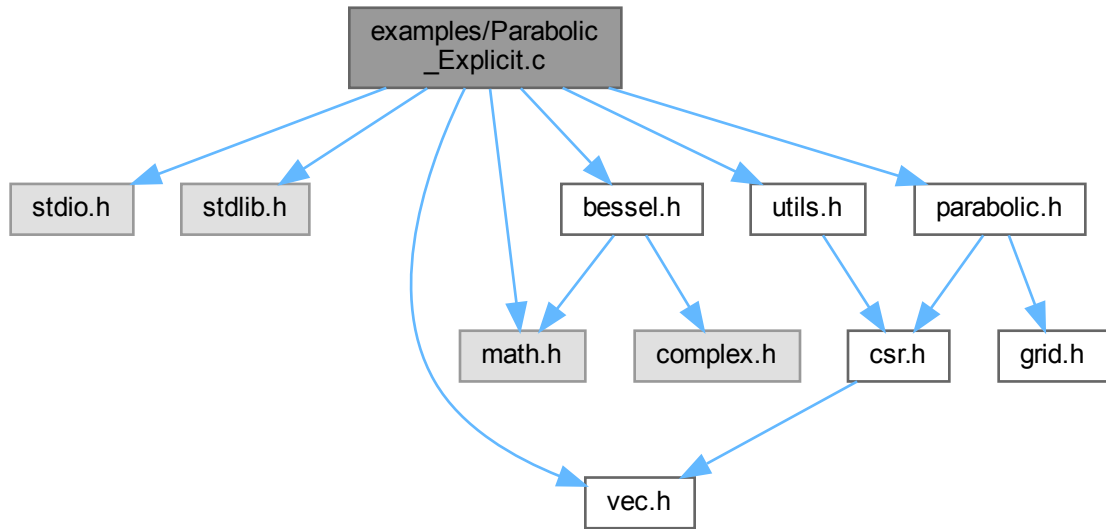 examples/Parabolic
_Explicit.c
stdio.h
stdlib.h
bessel.h
utils.h
parabolic.h
math.h
complex.h
csr.h
grid.h
vec.h